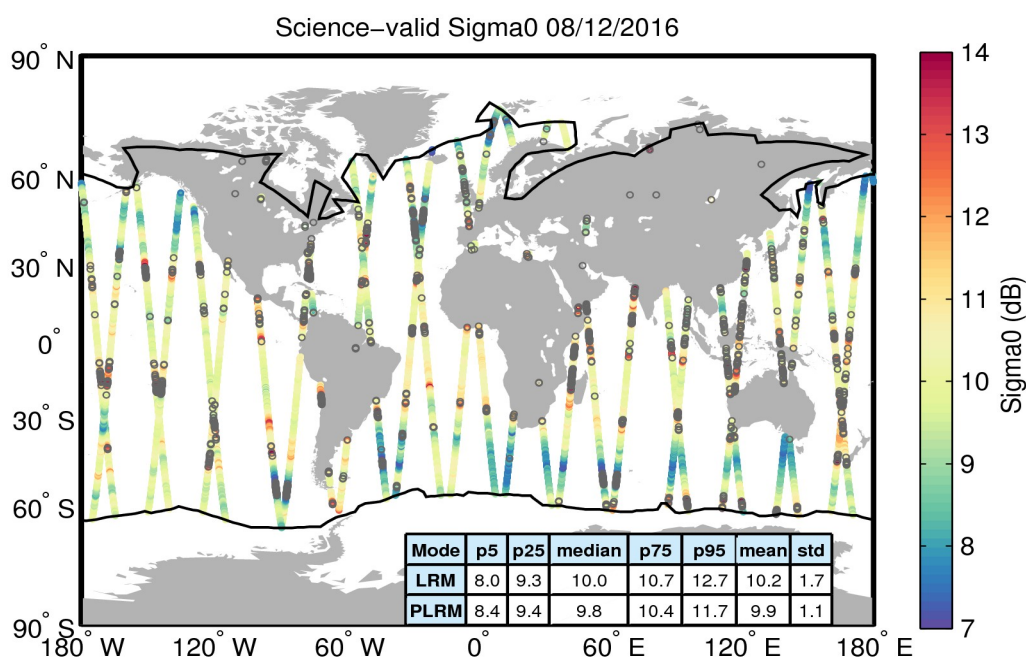 Science−valid Sigma0 08/12/2016
90° N
60° N
30° N
0°
30° S
60° S
90° S
180° W
120° W
60° W
0°
60° E
120° E
180° E
14
13
12
11
10
9
8
7
Sigma0 (dB)
Mode p5 p25 median p75 p95 mean std
LRM 8.0 9.3 10.0 10.7 12.7 10.2 1.7
PLRM 8.4 9.4 9.8 10.4 11.7 9.9 1.1